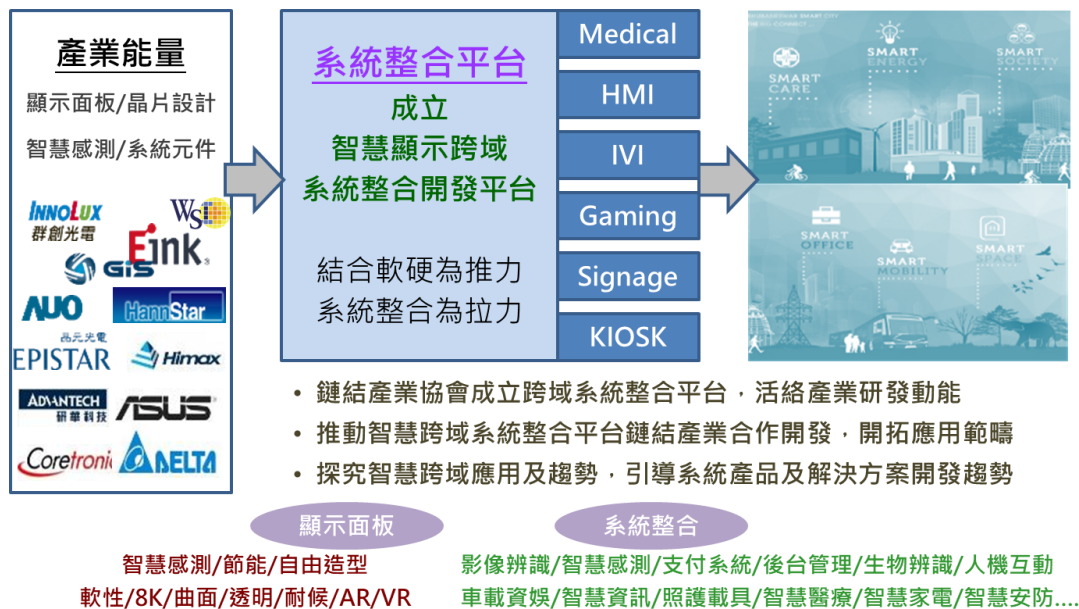 產業能量
顯示面板/晶片設計
智慧感測/系統元件
INNOLUX
群創光電
WS
Eink
GIS
AUO
HannStar
晶元光電
EPISTAR
Himax
ADVANTECH
研華科技
ASUS
Coretronic
DELTA
系統整合平台
成立
智慧顯示跨域
系統整合開發平台
結合軟硬為推力
系統整合為拉力
Medical
HMI
IVI
Gaming
Signage
KIOSK
SMART CITY
CONNECT
SMART
CARE
SMART
ENERGY
SMART
SOCIETY
SMART
OFFICE
SMART
MOBILITY
SMART
SPACE
• 鏈結產業協會成立跨域系統整合平台，活絡產業研發動能
• 推動智慧跨域系統整合平台鏈結產業合作開發，開拓應用範疇
• 探究智慧跨域應用及趨勢，引導系統產品及解決方案開發趨勢
顯示面板
智慧感測/節能/自由造型
軟性/8K/曲面/透明/耐候/AR/VR
系統整合
影像辨識/智慧感測/支付系統/後台管理/生物辨識/人機互動
車載資娛/智慧資訊/照護載具/智慧醫療/智慧家電/智慧安防....